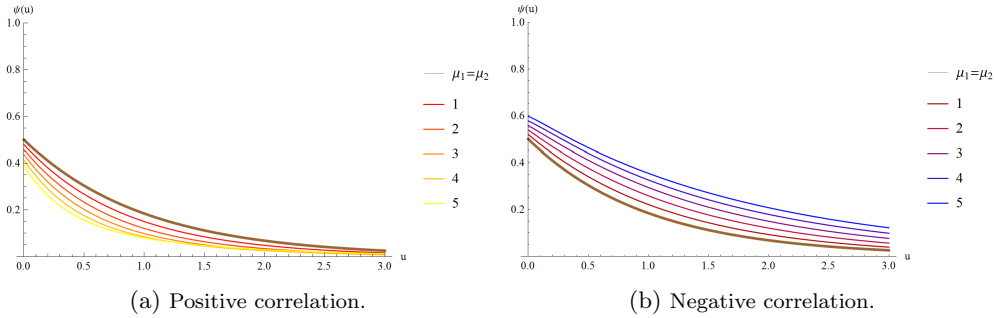 ψ(u)
1.0
0.8
0.6
0.4
0.2
0.0 0.5 1.0 1.5 2.0 2.5 3.0 u
μ₁=μ₂
1
2
3
4
5
(a) Positive correlation.
ψ(u)
1.0
0.8
0.6
0.4
0.2
0.0 0.5 1.0 1.5 2.0 2.5 3.0 u
μ₁=μ₂
1
2
3
4
5
(b) Negative correlation.